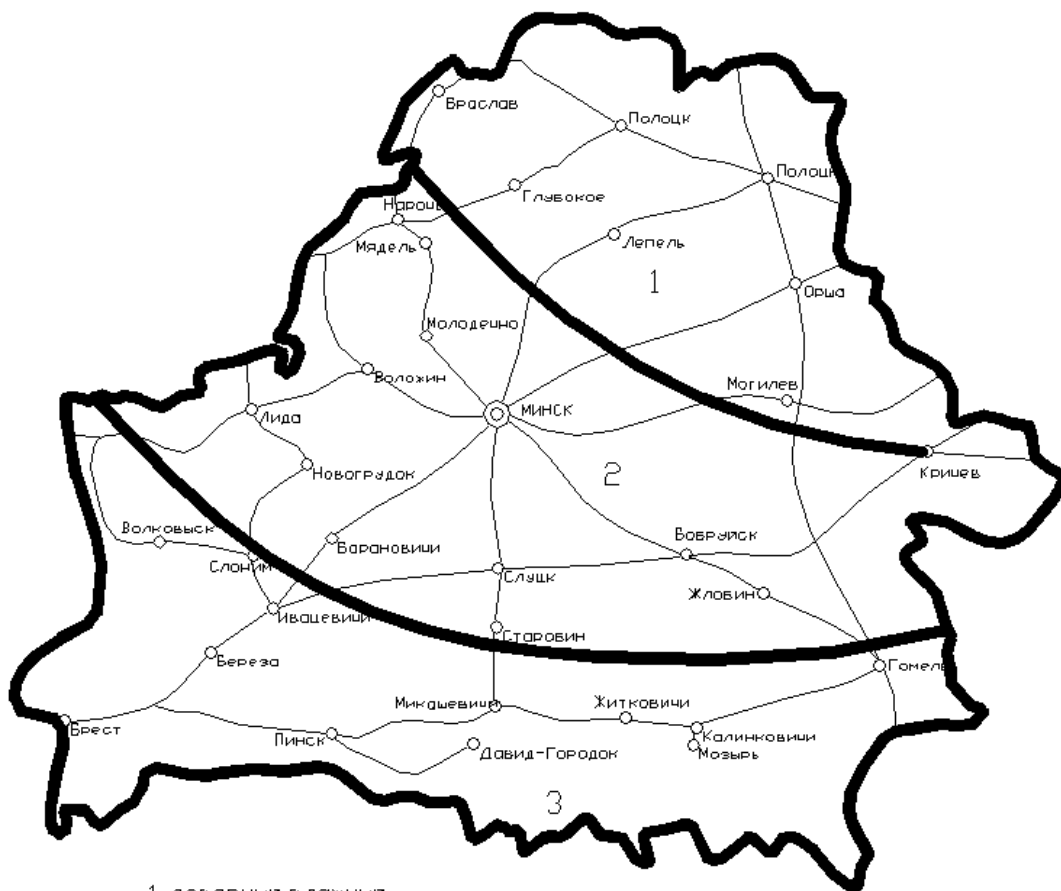 Браслав
Полоцк
Полоцк
Глубокое
Лепель
Мядель
1
Орша
Молодечно
Воложин
Могилев
Лида
МИНСК
Кричев
Новогрудок
2
Волковыск
Барановичи
Бобруйск
Слоним
Слуцк
Жлобин
Ивацевичи
Старобин
Береза
Гомель
Микашевичи
Житковичи
Брест
Пинск
Калинковичи
Давид-Городок
Мозырь
3